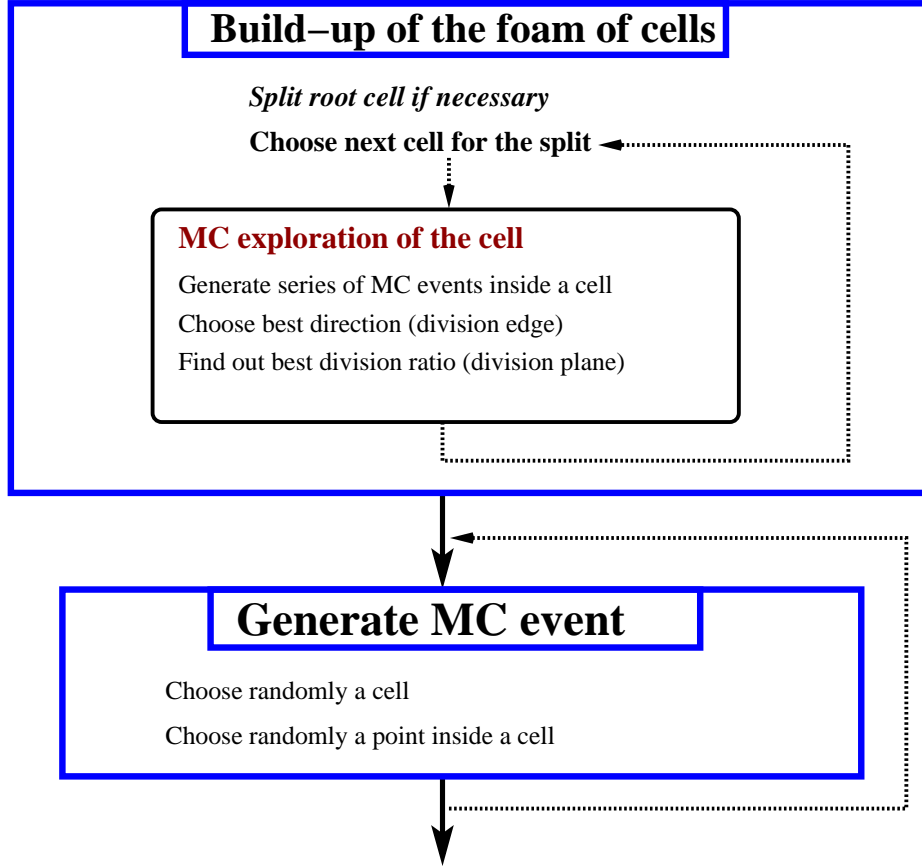 Build−up of the foam of cells
Split root cell if necessary
Choose next cell for the split
MC exploration of the cell
Generate series of MC events inside a cell
Choose best direction (division edge)
Find out best division ratio (division plane)
Generate MC event
Choose randomly a cell
Choose randomly a point inside a cell